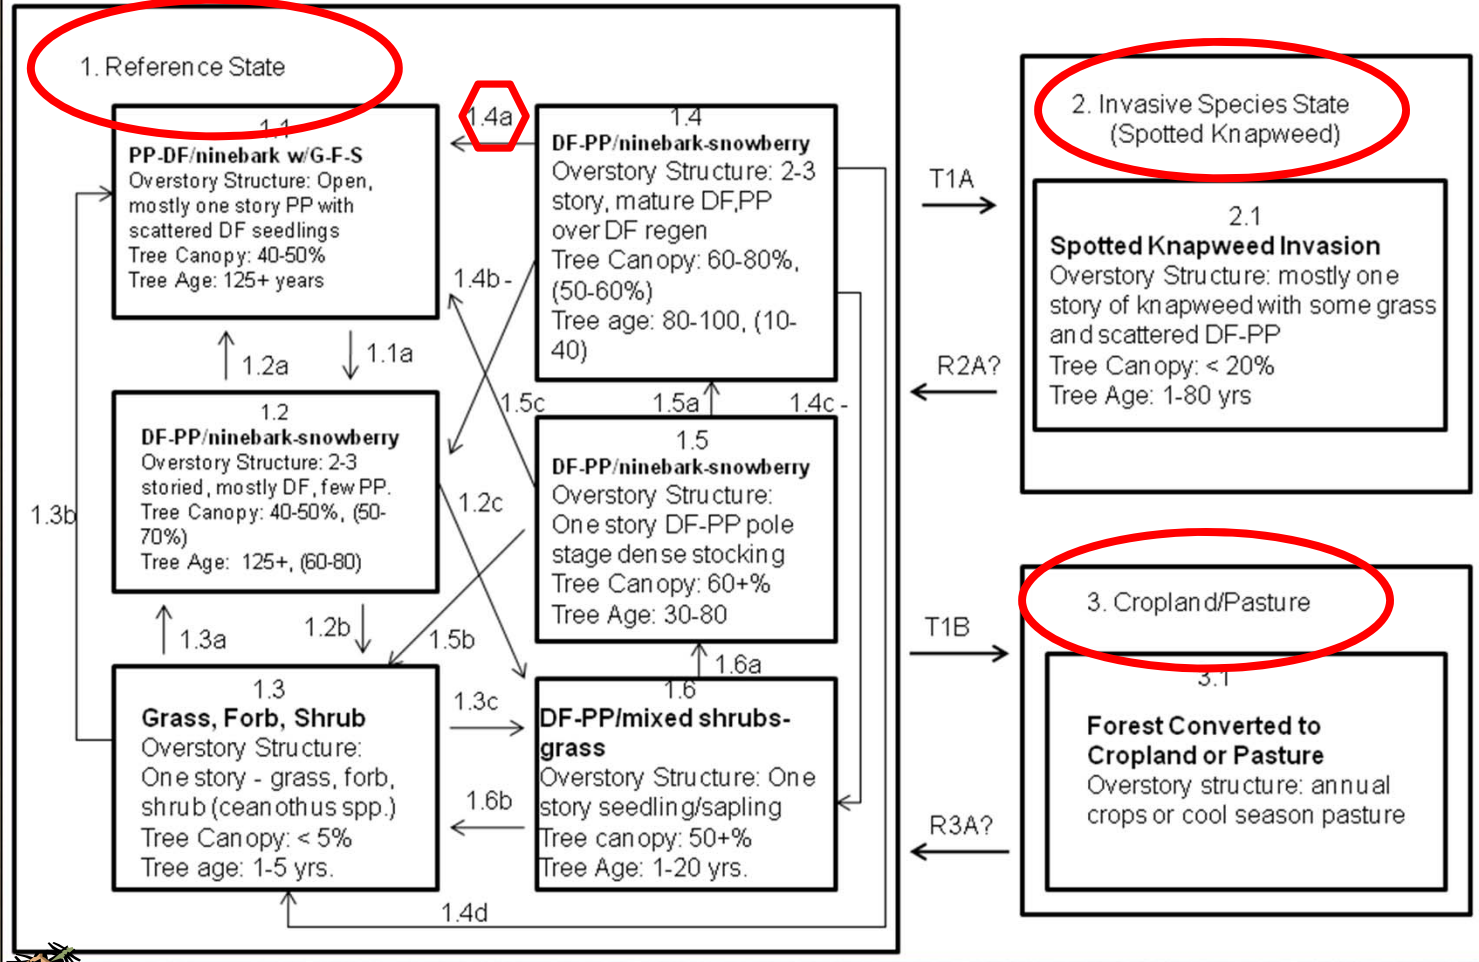 1. Reference State
1.1
PP-DF/ninebark w/G-F-S
Overstory Structure: Open,
mostly one story PP with
scattered DF seedlings
Tree Canopy: 40-50%
Tree Age: 125+ years
1.4a
1.4
DF-PP/ninebark-snowberry
Overstory Structure: 2-3
story, mature DF,PP
over DF regen
Tree Canopy: 60-80%,
(50-60%)
Tree age: 80-100, (10-
40)
1.4b -
1.2a
1.1a
1.5c
1.5a
1.4c -
1.2
DF-PP/ninebark-snowberry
Overstory Structure: 2-3
storied, mostly DF, few PP.
Tree Canopy: 40-50%, (50-
70%)
Tree Age: 125+, (60-80)
1.5
DF-PP/ninebark-snowberry
Overstory Structure:
One story DF-PP pole
stage dense stocking
Tree Canopy: 60+%
Tree Age: 30-80
1.2c
1.3b
1.3a
1.2b
1.5b
1.6a
1.3
Grass, Forb, Shrub
Overstory Structure:
One story - grass, forb,
shrub (ceanothus spp.)
Tree Canopy: < 5%
Tree age: 1-5 yrs.
1.3c
1.6b
1.6
DF-PP/mixed shrubs-
grass
Overstory Structure: One
story seedling/sapling
Tree canopy: 50+%
Tree Age: 1-20 yrs.
1.4d
T1A
R2A?
T1B
R3A?
2. Invasive Species State
(Spotted Knapweed)
2.1
Spotted Knapweed Invasion
Overstory Structure: mostly one
story of knapweed with some grass
and scattered DF-PP
Tree Canopy: < 20%
Tree Age: 1-80 yrs
3. Cropland/Pasture
3.1
Forest Converted to
Cropland or Pasture
Overstory structure: annual
crops or cool season pasture